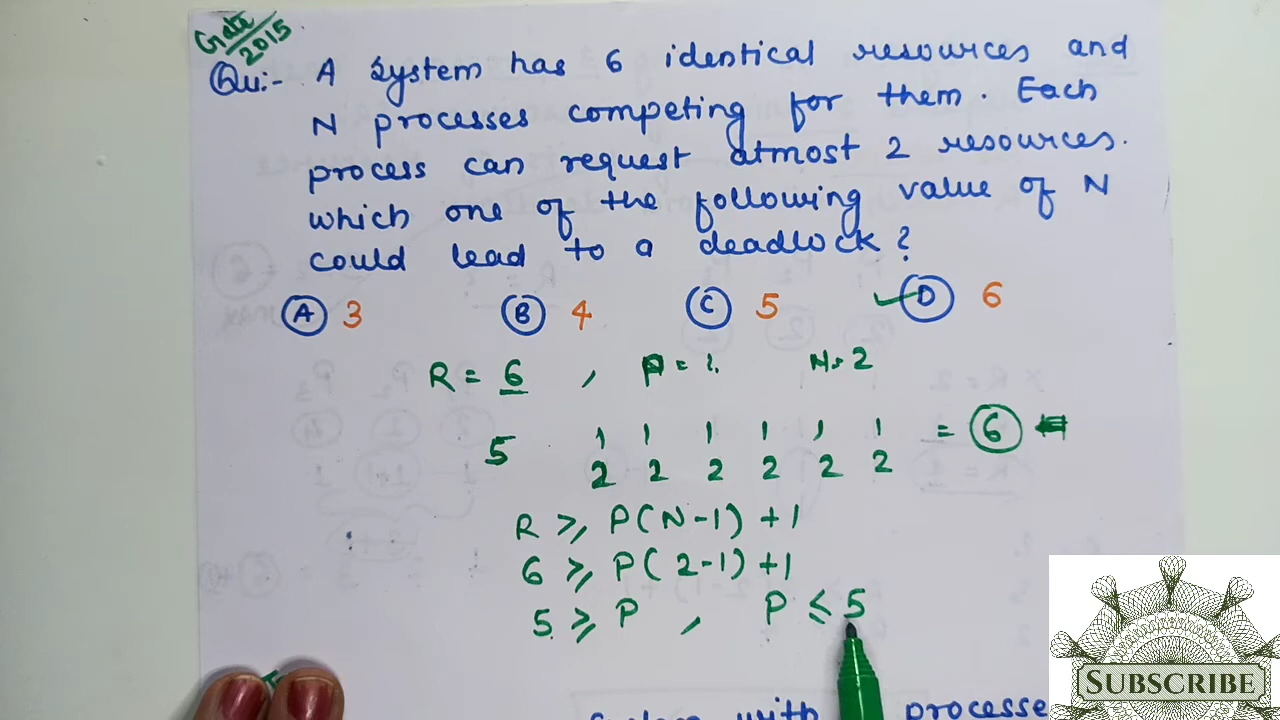 Gate
2015
Qu:- A system has 6 identical resources and
N processes competing for them. Each
process can request atmost 2 resources.
which one of the following value of N
could lead to a deadlock?
A 3 B 4 C 5 D 6
R = 6 , P = ? N = 2
5 1 1 1 1 1 1 = 6
2 2 2 2 2 2
R ≥ P(N-1) +1
6 ≥ P(2-1) +1
5 ≥ P , P ≤ 5
System with processe
SUBSCRIBE